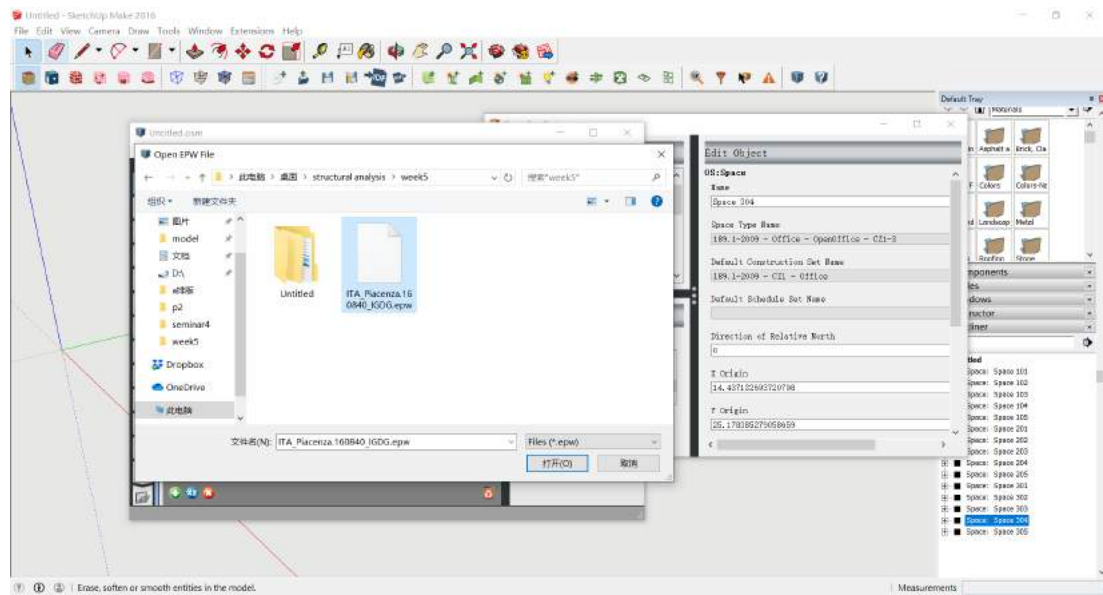 Untitled - SketchUp Make 2016
File Edit View Camera Draw Tools Window Extensions Help
Default Tray
Materials
Asphalt a
Brick, Cla
Colors
Colors-Ne
Landscap
Metal
Roofing
Stone
Untitled.osm
Open EPW File
此电脑 > 桌面 > structural analysis > week5
搜索"week5"
组织
新建文件夹
图片
model
文档
D:\
p2
seminar4
week5
Dropbox
OneDrive
此电脑
Untitled
ITA_Piacenza.16
0840_IGDG.epw
文件名(N):
ITA_Piacenza.160840_IGDG.epw
Files (*.epw)
打开(O)
取消
Edit Object
OS:Space
Name
Space 304
Space Type Name
189.1-2009 - Office - OpenOffice - CZ1-3
Default Construction Set Name
189.1-2009 - CZ1 - Office
Default Schedule Set Name
Direction of Relative North
0
X Origin
14.437132693720798
Y Origin
25.178385279058659
Space: Space 101
Space: Space 102
Space: Space 103
Space: Space 104
Space: Space 105
Space: Space 201
Space: Space 202
Space: Space 203
Space: Space 204
Space: Space 205
Space: Space 301
Space: Space 302
Space: Space 303
Space: Space 304
Space: Space 305
Erase, soften or smooth entities in the model.
Measurements